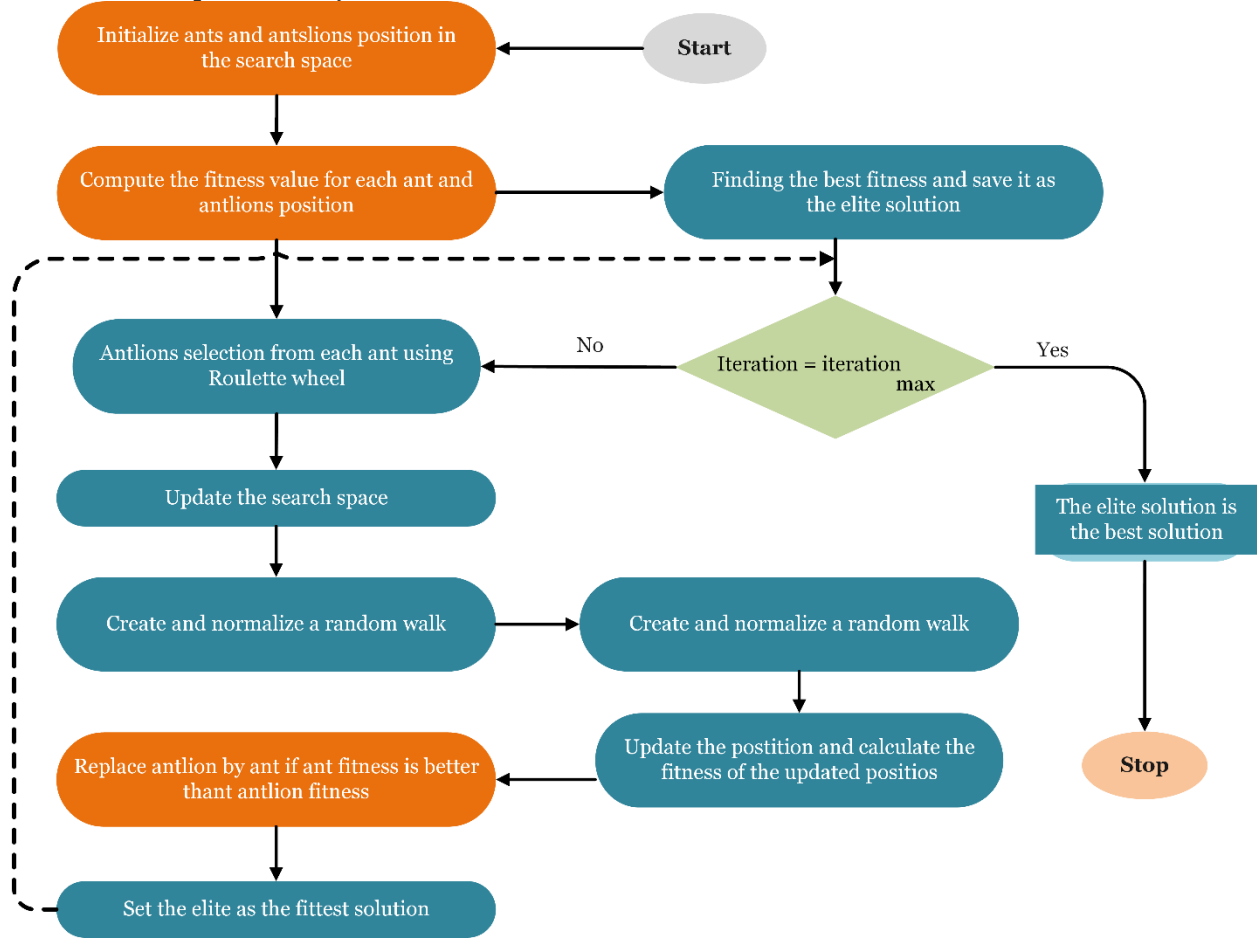 Initialize ants and antslions position in
the search space
Start
Compute the fitness value for each ant and
antlions position
Finding the best fitness and save it as
the elite solution
Antlions selection from each ant using
Roulette wheel
No
Iteration = iteration
max
Yes
Update the search space
The elite solution is
the best solution
Create and normalize a random walk
Create and normalize a random walk
Replace antlion by ant if ant fitness is better
thant antlion fitness
Update the postition and calculate the
fitness of the updated positios
Stop
Set the elite as the fittest solution